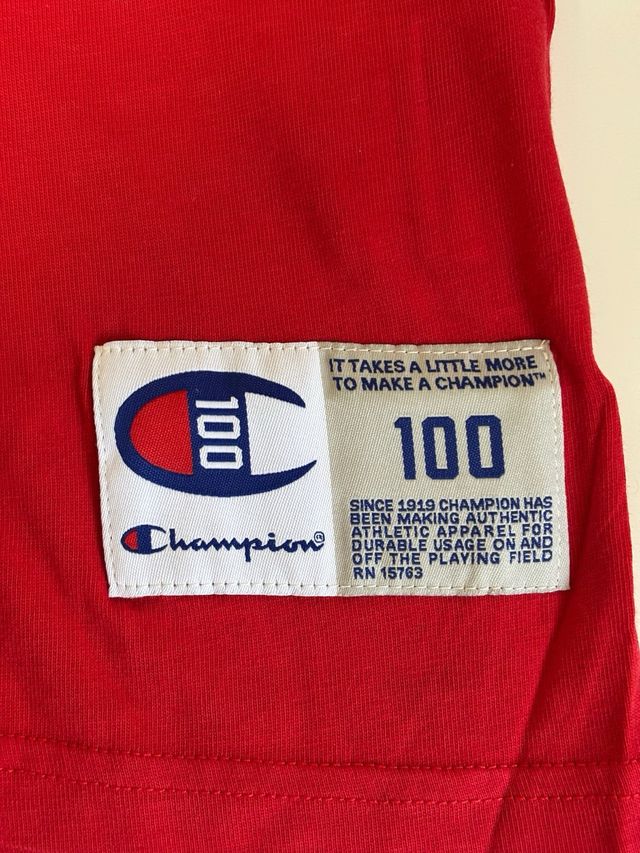 100
Champion®
IT TAKES A LITTLE MORE
TO MAKE A CHAMPION™
100
SINCE 1919 CHAMPION HAS
BEEN MAKING AUTHENTIC
ATHLETIC APPAREL FOR
DURABLE USAGE ON AND
OFF THE PLAYING FIELD
RN 15763